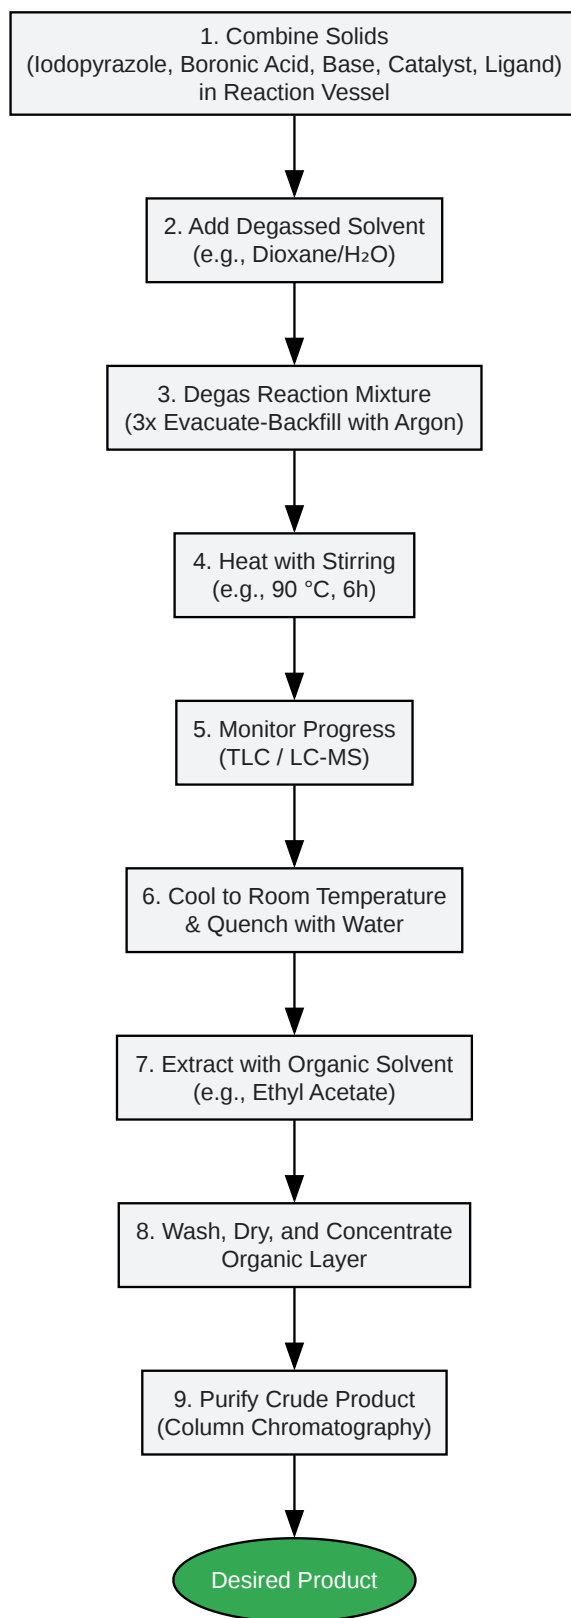 1. Combine Solids
(Iodopyrazole, Boronic Acid, Base, Catalyst, Ligand)
in Reaction Vessel
2. Add Degassed Solvent
(e.g., Dioxane/H₂O)
3. Degas Reaction Mixture
(3x Evacuate-Backfill with Argon)
4. Heat with Stirring
(e.g., 90 °C, 6h)
5. Monitor Progress
(TLC / LC-MS)
6. Cool to Room Temperature
& Quench with Water
7. Extract with Organic Solvent
(e.g., Ethyl Acetate)
8. Wash, Dry, and Concentrate
Organic Layer
9. Purify Crude Product
(Column Chromatography)
Desired Product